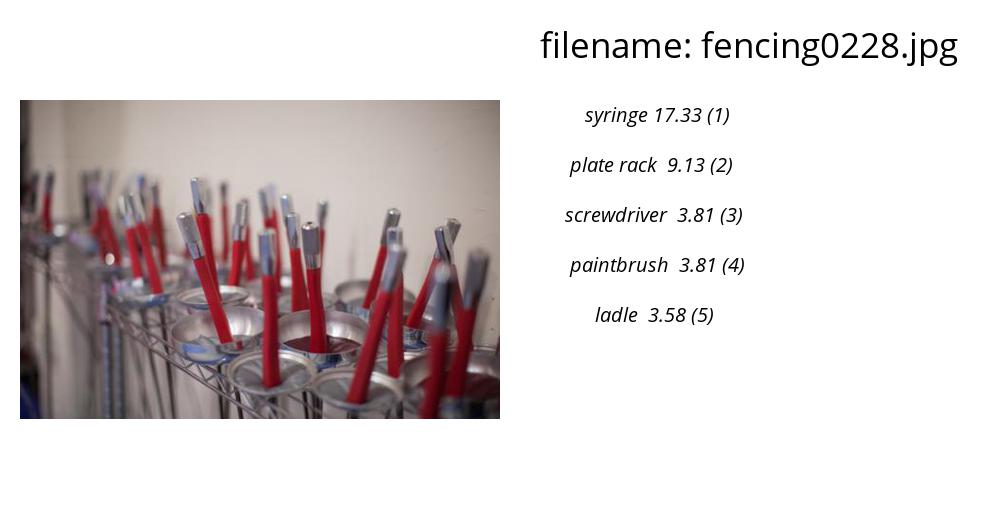 filename: fencing0228.jpg
syringe 17.33 (1)
plate rack 9.13 (2)
screwdriver 3.81 (3)
paintbrush 3.81 (4)
ladle 3.58 (5)